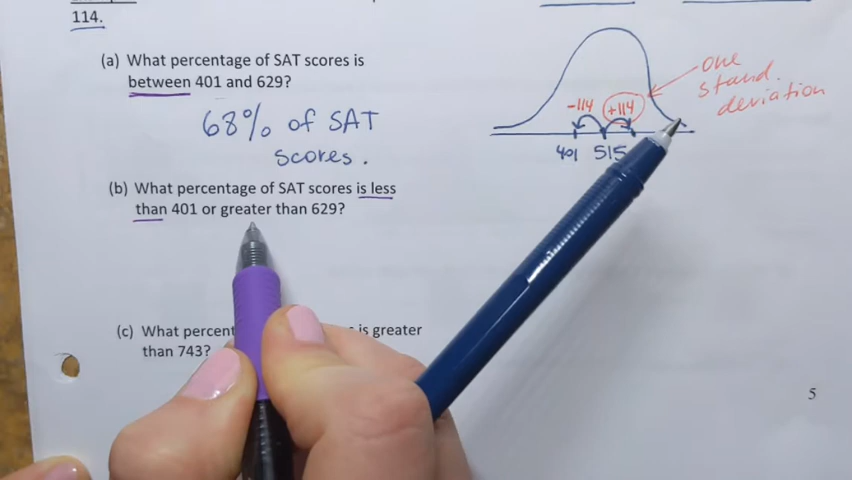 114.
(a) What percentage of SAT scores is
between 401 and 629?
68% of SAT
scores.
-114
+114
one
stand.
deviation
401
515
(b) What percentage of SAT scores is less
than 401 or greater than 629?
(c) What is greater
than 743?
5